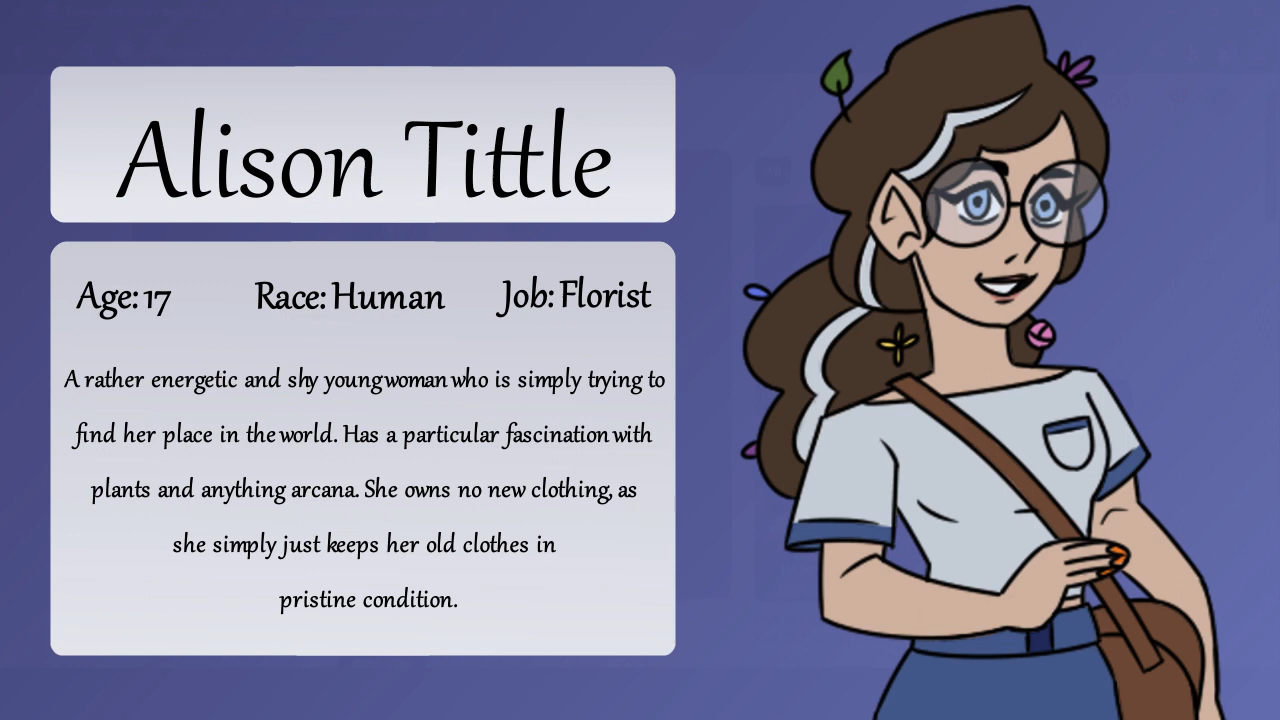 Alison Tittle
Age: 17 Race: Human Job: Florist
A rather energetic and shy young woman who is simply trying to
find her place in the world. Has a particular fascination with
plants and anything arcana. She owns no new clothing, as
she simply just keeps her old clothes in
pristine condition.